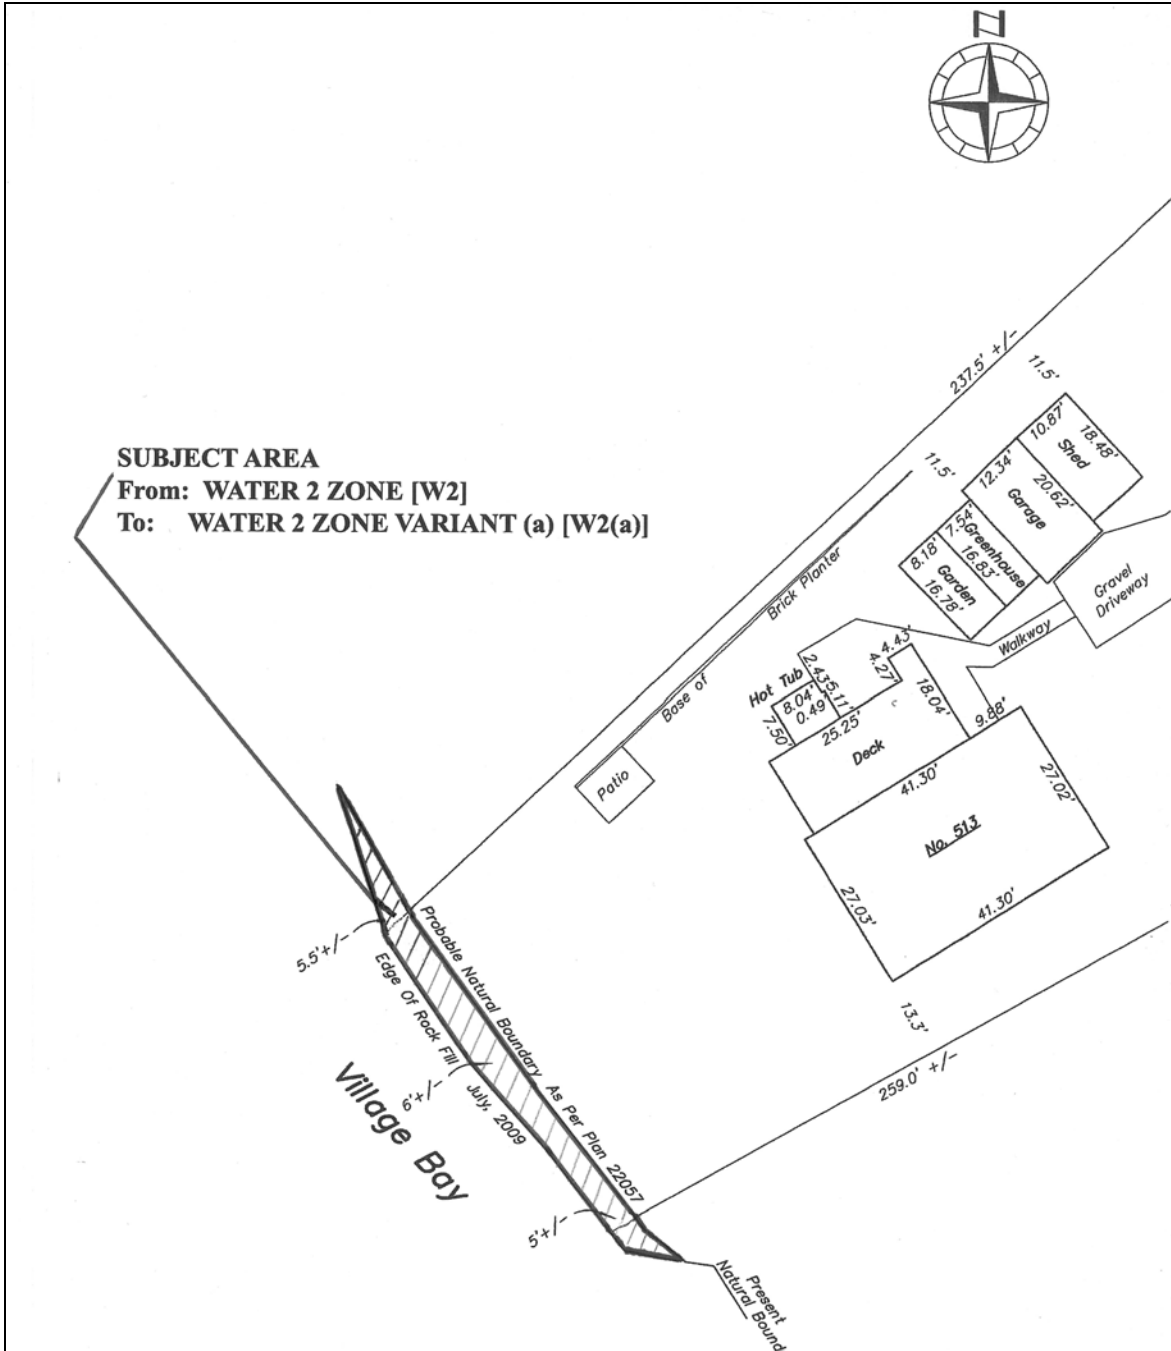 N
237.5' +/-
11.5'
10.87'
18.48'
Shed
SUBJECT AREA
From: WATER 2 ZONE [W2]
To: WATER 2 ZONE VARIANT (a) [W2(a)]
11.5'
12.34'
20.62'
Garage
7.54'
Greenhouse
16.83'
8.18'
Garden
16.78'
Gravel
Driveway
Brick Planter
Base of
Walkway
4.43'
4.27'
2.43'
5.11'
Hot Tub
8.04'
0.49'
7.50'
25.25'
18.04'
9.88'
Deck
Patio
41.30'
27.02'
No. 513
27.03'
41.30'
Probable Natural Boundary As Per Plan 22057
5.5'+/-
Edge Of Rock Fill July, 2009
13.3'
259.0' +/-
6'+/-
Village Bay
5'+/-
Present
Natural Bound